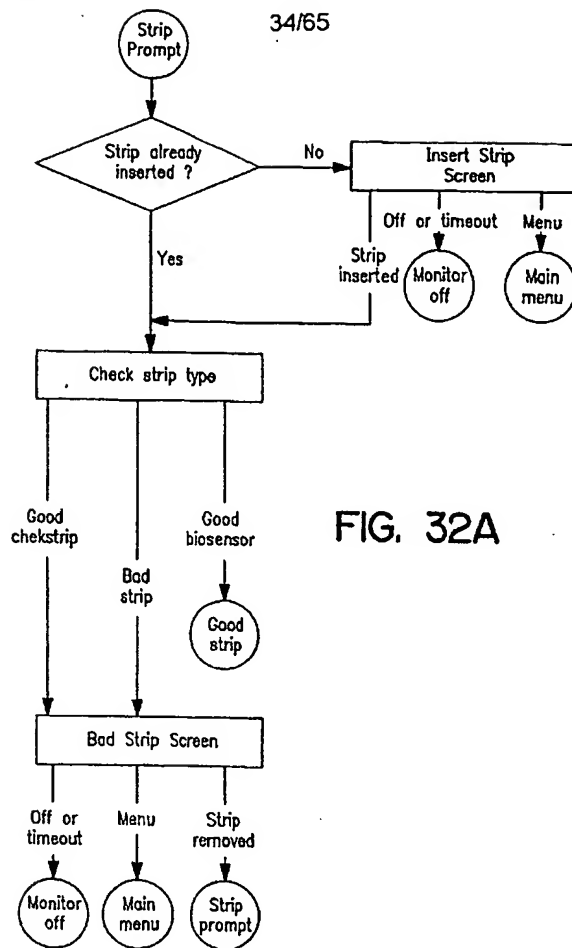 34/65
Strip
Prompt
Strip already
inserted ?
No
Insert Strip
Screen
Yes
Strip
inserted
Off or timeout
Menu
Monitor
off
Main
menu
Check strip type
Good
chekstrip
Bad
strip
Good
biosensor
FIG. 32A
Good
strip
Bad Strip Screen
Off or
timeout
Menu
Strip
removed
Monitor
off
Main
menu
Strip
prompt